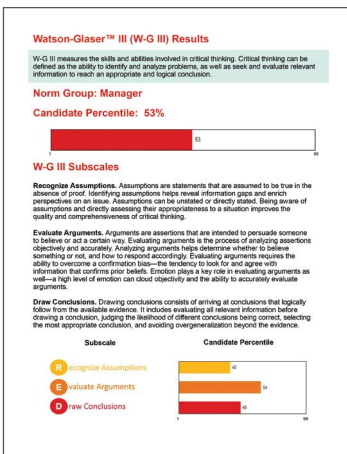 Watson-Glaser™ III (W-G III) Results
W-G III measures the skills and abilities involved in critical thinking. Critical thinking can be
defined as the ability to identify and analyze problems, as well as seek and evaluate relevant
information to reach an appropriate and logical conclusion.
Norm Group: Manager
Candidate Percentile: 53%
53
1 99
W-G III Subscales
Recognize Assumptions. Assumptions are statements that are assumed to be true in the
absence of proof. Identifying assumptions helps reveal information gaps and enrich
perspectives on an issue. Assumptions can be unstated or directly stated. Being aware of
assumptions and directly assessing their appropriateness to a situation improves the
quality and comprehensiveness of critical thinking.
Evaluate Arguments. Arguments are assertions that are intended to persuade someone
to believe or act a certain way. Evaluating arguments is the process of analyzing assertions
objectively and accurately. Analyzing arguments helps determine whether to believe
something or not, and how to respond accordingly. Evaluating arguments requires the
ability to overcome a confirmation bias—the tendency to look for and agree with
information that confirms prior beliefs. Emotion plays a key role in evaluating arguments as
well—a high level of emotion can cloud objectivity and the ability to accurately evaluate
arguments.
Draw Conclusions. Drawing conclusions consists of arriving at conclusions that logically
follow from the available evidence. It includes evaluating all relevant information before
drawing a conclusion, judging the likelihood of different conclusions being correct, selecting
the most appropriate conclusion, and avoiding overgeneralization beyond the evidence.
Subscale Candidate Percentile
Recognize Assumptions 40
Evaluate Arguments 64
Draw Conclusions 48
1 99